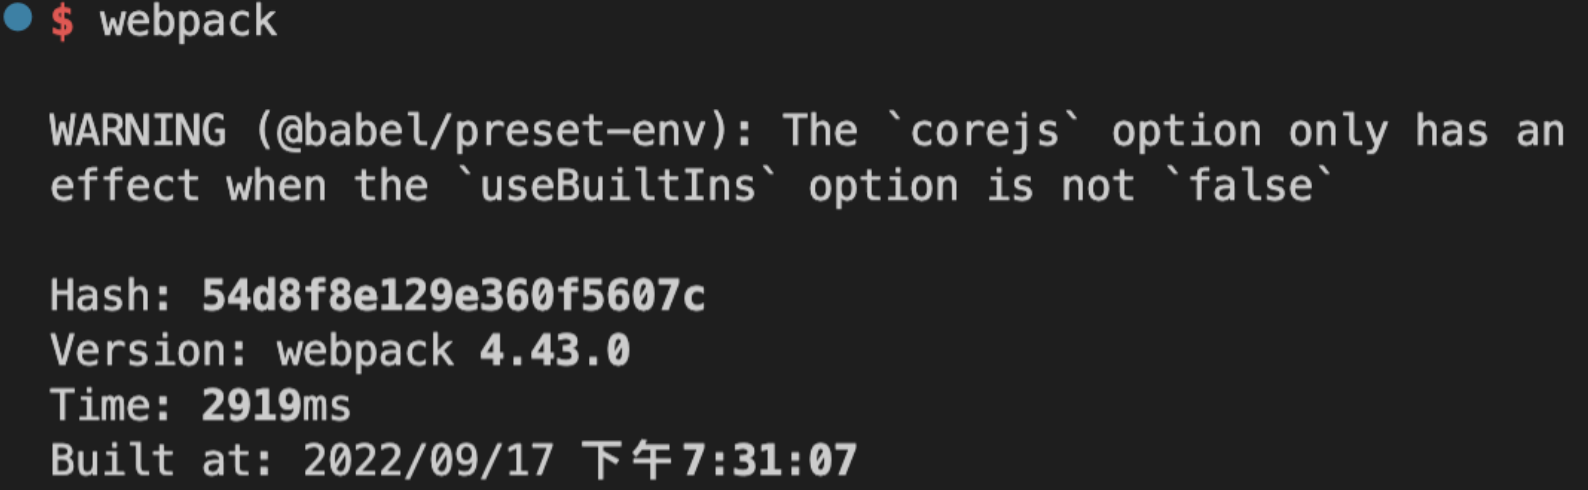 $ webpack
WARNING (@babel/preset-env): The `corejs` option only has an
effect when the `useBuiltIns` option is not `false`
Hash: 54d8f8e129e360f5607c
Version: webpack 4.43.0
Time: 2919ms
Built at: 2022/09/17 下午7:31:07